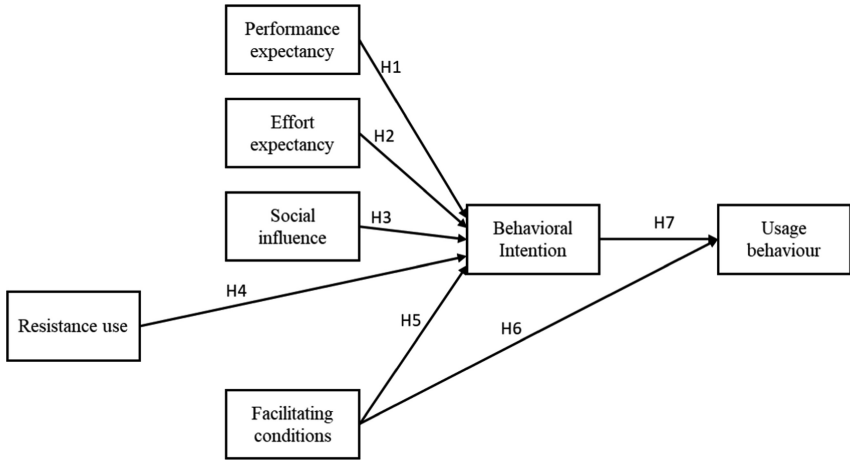 Performance
expectancy
H1
Effort
expectancy
H2
Social
influence
H3
Behavioral
Intention
H7
Usage
behaviour
H4
Resistance use
H5
H6
Facilitating
conditions